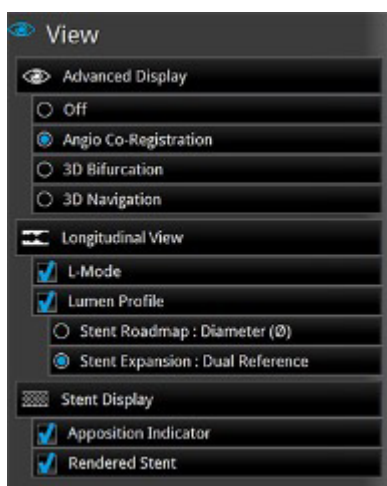 View
Advanced Display
Off
Angio Co-Registration
3D Bifurcation
3D Navigation
Longitudinal View
L-Mode
Lumen Profile
Stent Roadmap : Diameter (Ø)
Stent Expansion : Dual Reference
Stent Display
Apposition Indicator
Rendered Stent